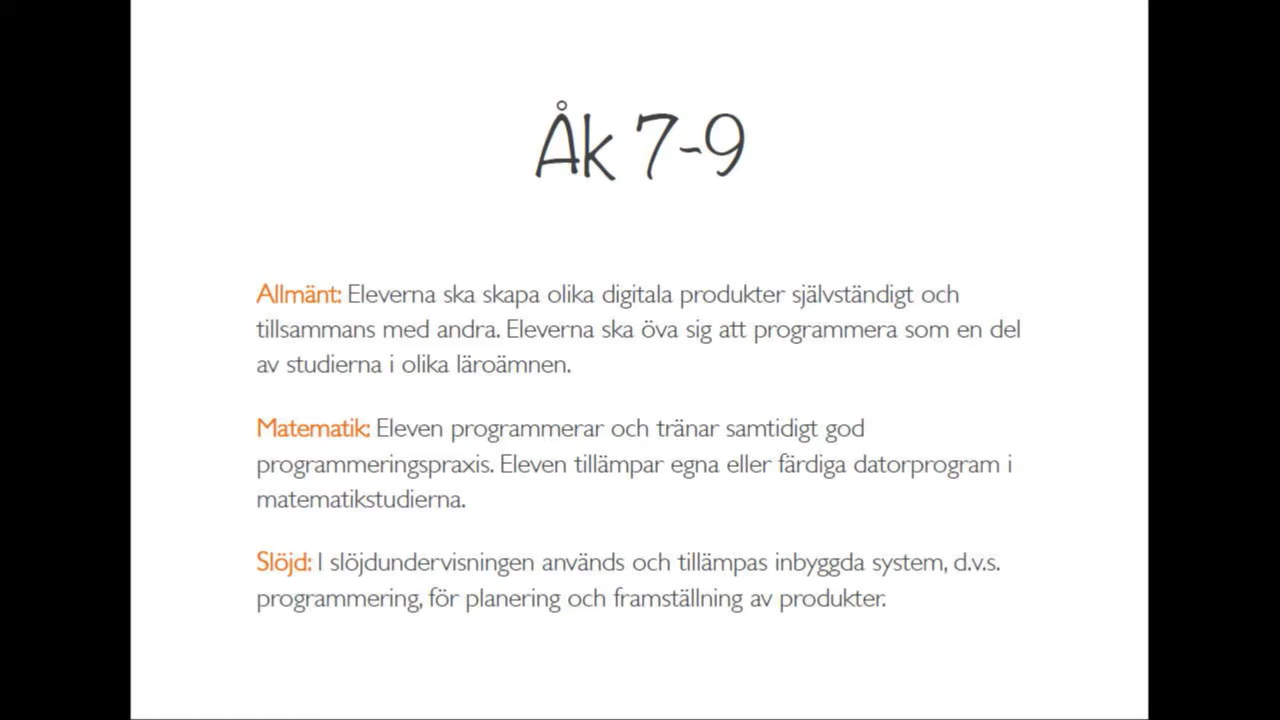 Åk 7-9
Allmänt: Eleverna ska skapa olika digitala produkter självständigt och
tillsammans med andra. Eleverna ska öva sig att programmera som en del
av studierna i olika läroämnen.
Matematik: Eleven programmerar och tränar samtidigt god
programmeringspraxis. Eleven tillämpar egna eller färdiga datorprogram i
matematikstudierna.
Slöjd: I slöjdundervisningen används och tillämpas inbyggda system, d.v.s.
programmering, för planering och framställning av produkter.